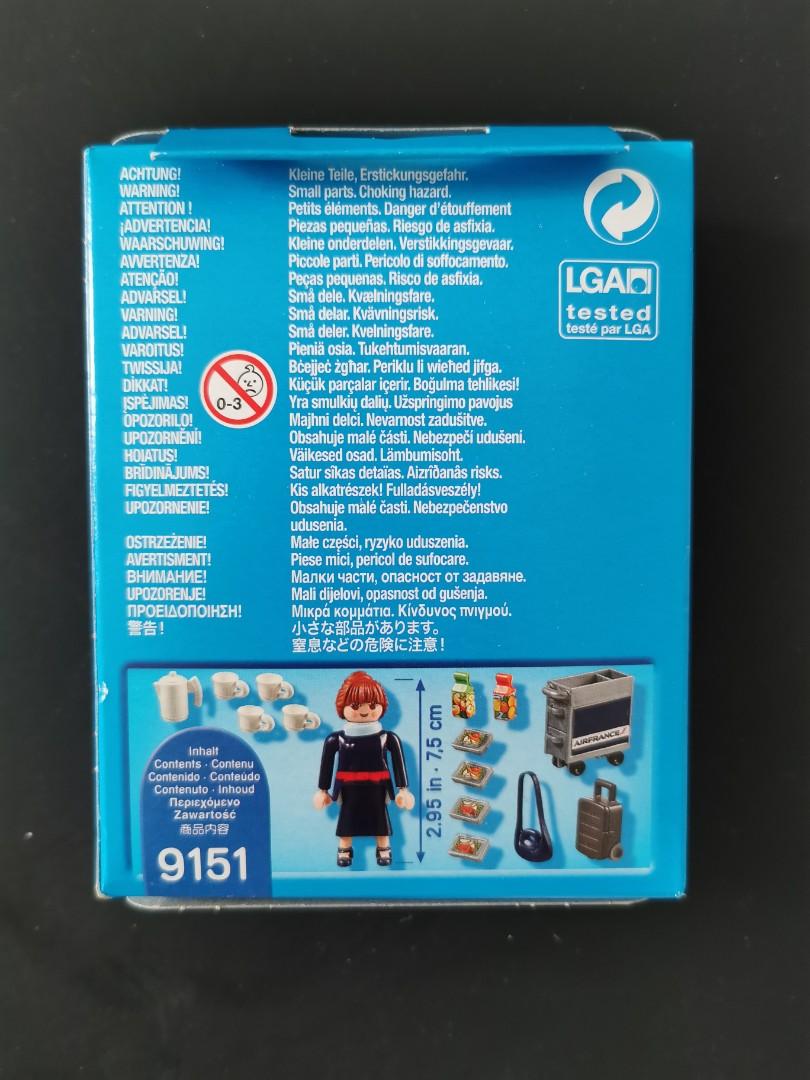 ACHTUNG! Kleine Teile, Erstickungsgefahr.
WARNING! Small parts. Choking hazard.
ATTENTION ! Petits éléments. Danger d'étouffement
¡ADVERTENCIA! Piezas pequeñas. Riesgo de asfixia.
WAARSCHUWING! Kleine onderdelen. Verstikkingsgevaar.
AVVERTENZA! Piccole parti. Pericolo di soffocamento.
ATENÇÃO! Peças pequenas. Risco de asfixia.
ADVARSEL! Små dele. Kvælningsfare.
VARNING! Små delar. Kvävningsrisk.
ADVARSEL! Små deler. Kvelningsfare.
VAROITUS! Pieniä osia. Tukehtumisvaaran.
TWISSIJA! Bċejjeċ żgħar. Periklu li wieħed jifga.
DİKKAT! Küçük parçalar içerir. Boğulma tehlikesi!
ĮSPĖJIMAS! Yra smulkių dalių. Užspringimo pavojus
OPOZORILO! Majhni delci. Nevarnost zadušitve.
UPOZORNĚNÍ! Obsahuje malé části. Nebezpečí udušení.
HOIATUS! Väikesed osad. Lämbumisoht.
BRĪDINĀJUMS! Satur sîkas detaïas. Aizrîðanâs risks.
FIGYELMEZTETÉS! Kis alkatrészek! Fulladásveszély!
UPOZORNENIE! Obsahuje malé časti. Nebezpečenstvo
udusenia.
OSTRZEŻENIE! Małe części, ryzyko uduszenia.
AVERTISMENT! Piese mici, pericol de sufocare.
ВНИМАНИЕ! Малки части, опасност от задавяне.
UPOZORENJE! Mali dijelovi, opasnost od gušenja.
ΠΡΟΕΙΔΟΠΟΙΗΣΗ! Μικρά κομμάτια. Κίνδυνος πνιγμού.
警告! 小さな部品があります。
窒息などの危険に注意!
0-3
LGA
tested
testé par LGA
Inhalt
Contents · Contenu
Contenido · Conteúdo
Contenuto · Inhoud
Περιεχόμενο
Zawartość
商品内容
9151
2.95 in · 7,5 cm
AIRFRANCE